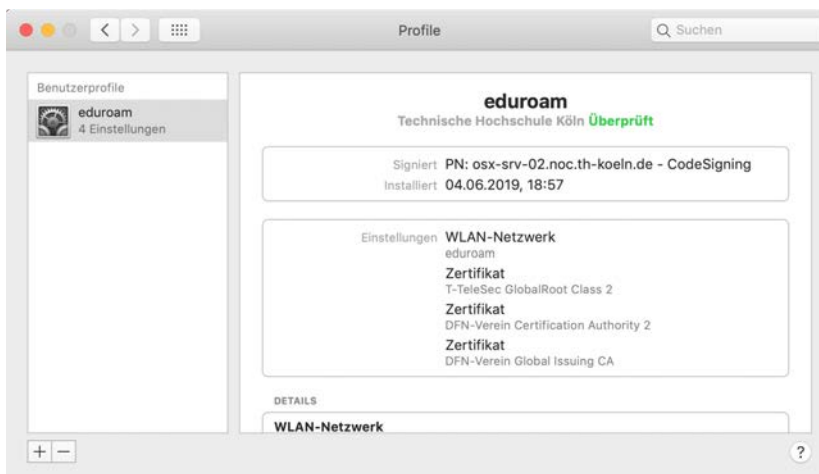 Profile
Suchen
Benutzerprofile
eduroam
4 Einstellungen
eduroam
Technische Hochschule Köln Überprüft
Signiert PN: osx-srv-02.noc.th-koeln.de - CodeSigning
Installiert 04.06.2019, 18:57
Einstellungen WLAN-Netzwerk
eduroam
Zertifikat
T-TeleSec GlobalRoot Class 2
Zertifikat
DFN-Verein Certification Authority 2
Zertifikat
DFN-Verein Global Issuing CA
DETAILS
WLAN-Netzwerk
+ −
?